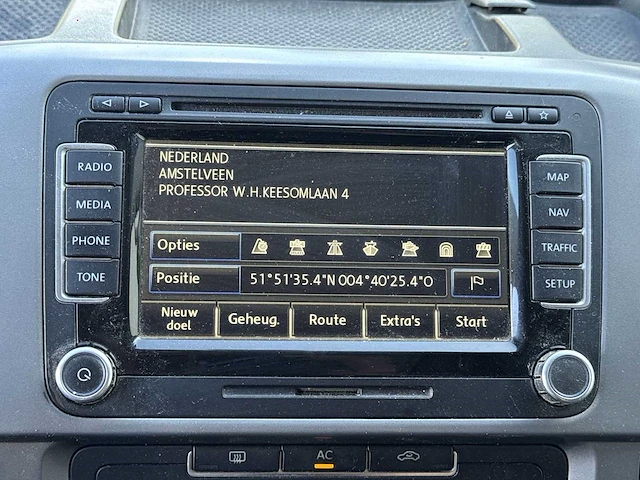 RADIO
MEDIA
PHONE
TONE
NEDERLAND
AMSTELVEEN
PROFESSOR W.H.KEESOMLAAN 4
Opties
Positie 51°51'35.4"N 004°40'25.4"O
Nieuw doel Geheug. Route Extra's Start
MAP
NAV
TRAFFIC
SETUP
AC